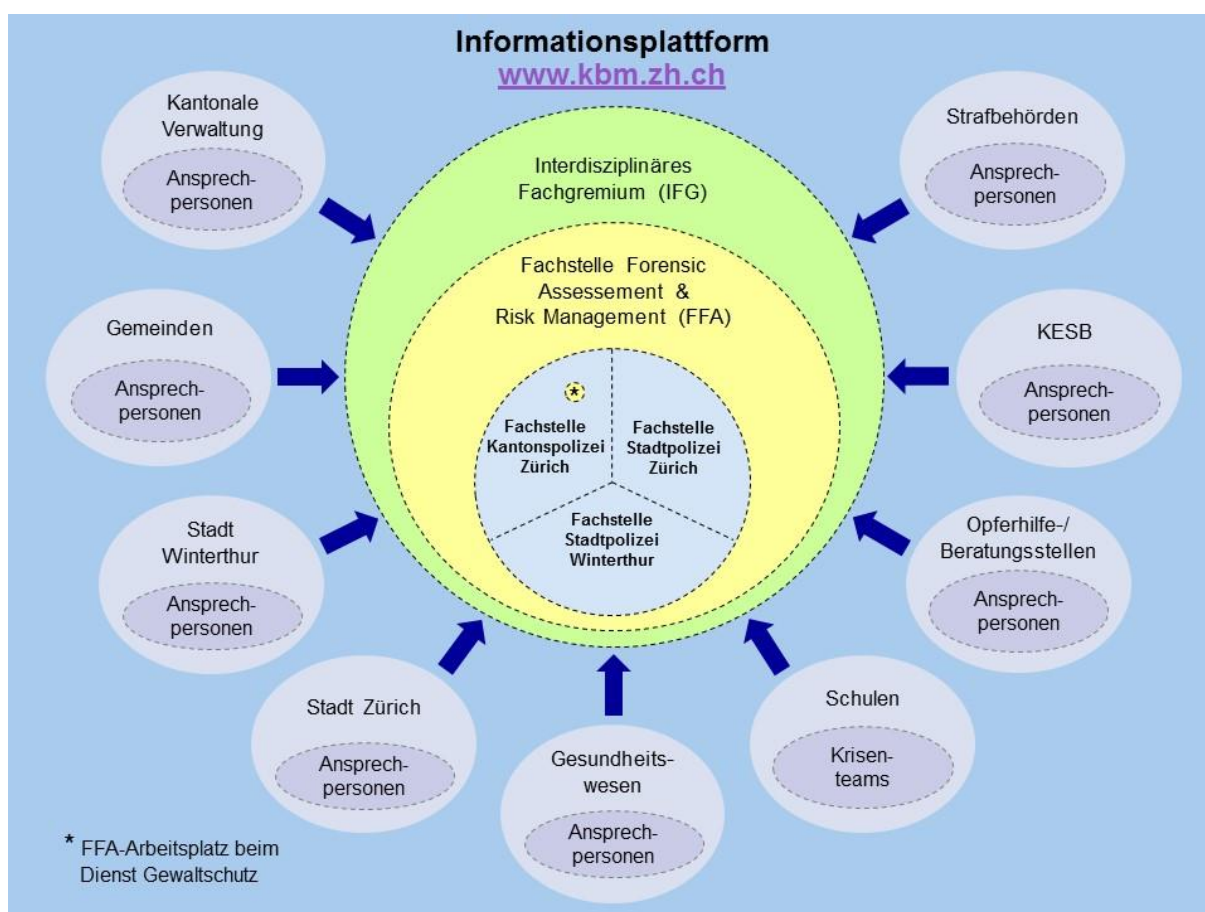 Informationsplattform
www.kbm.zh.ch
Kantonale
Verwaltung
Ansprech-
personen
Strafbehörden
Ansprech-
personen
Interdisziplinäres
Fachgremium (IFG)
Fachstelle Forensic
Assessement &
Risk Management (FFA)
Gemeinden
Ansprech-
personen
KESB
Ansprech-
personen
*
Fachstelle
Kantonspolizei
Zürich
Fachstelle
Stadtpolizei
Zürich
Fachstelle
Stadtpolizei
Winterthur
Stadt
Winterthur
Ansprech-
personen
Opferhilfe-/
Beratungsstellen
Ansprech-
personen
Stadt Zürich
Ansprech-
personen
Gesundheits-
wesen
Ansprech-
personen
Schulen
Krisen-
teams
* FFA-Arbeitsplatz beim
Dienst Gewaltschutz